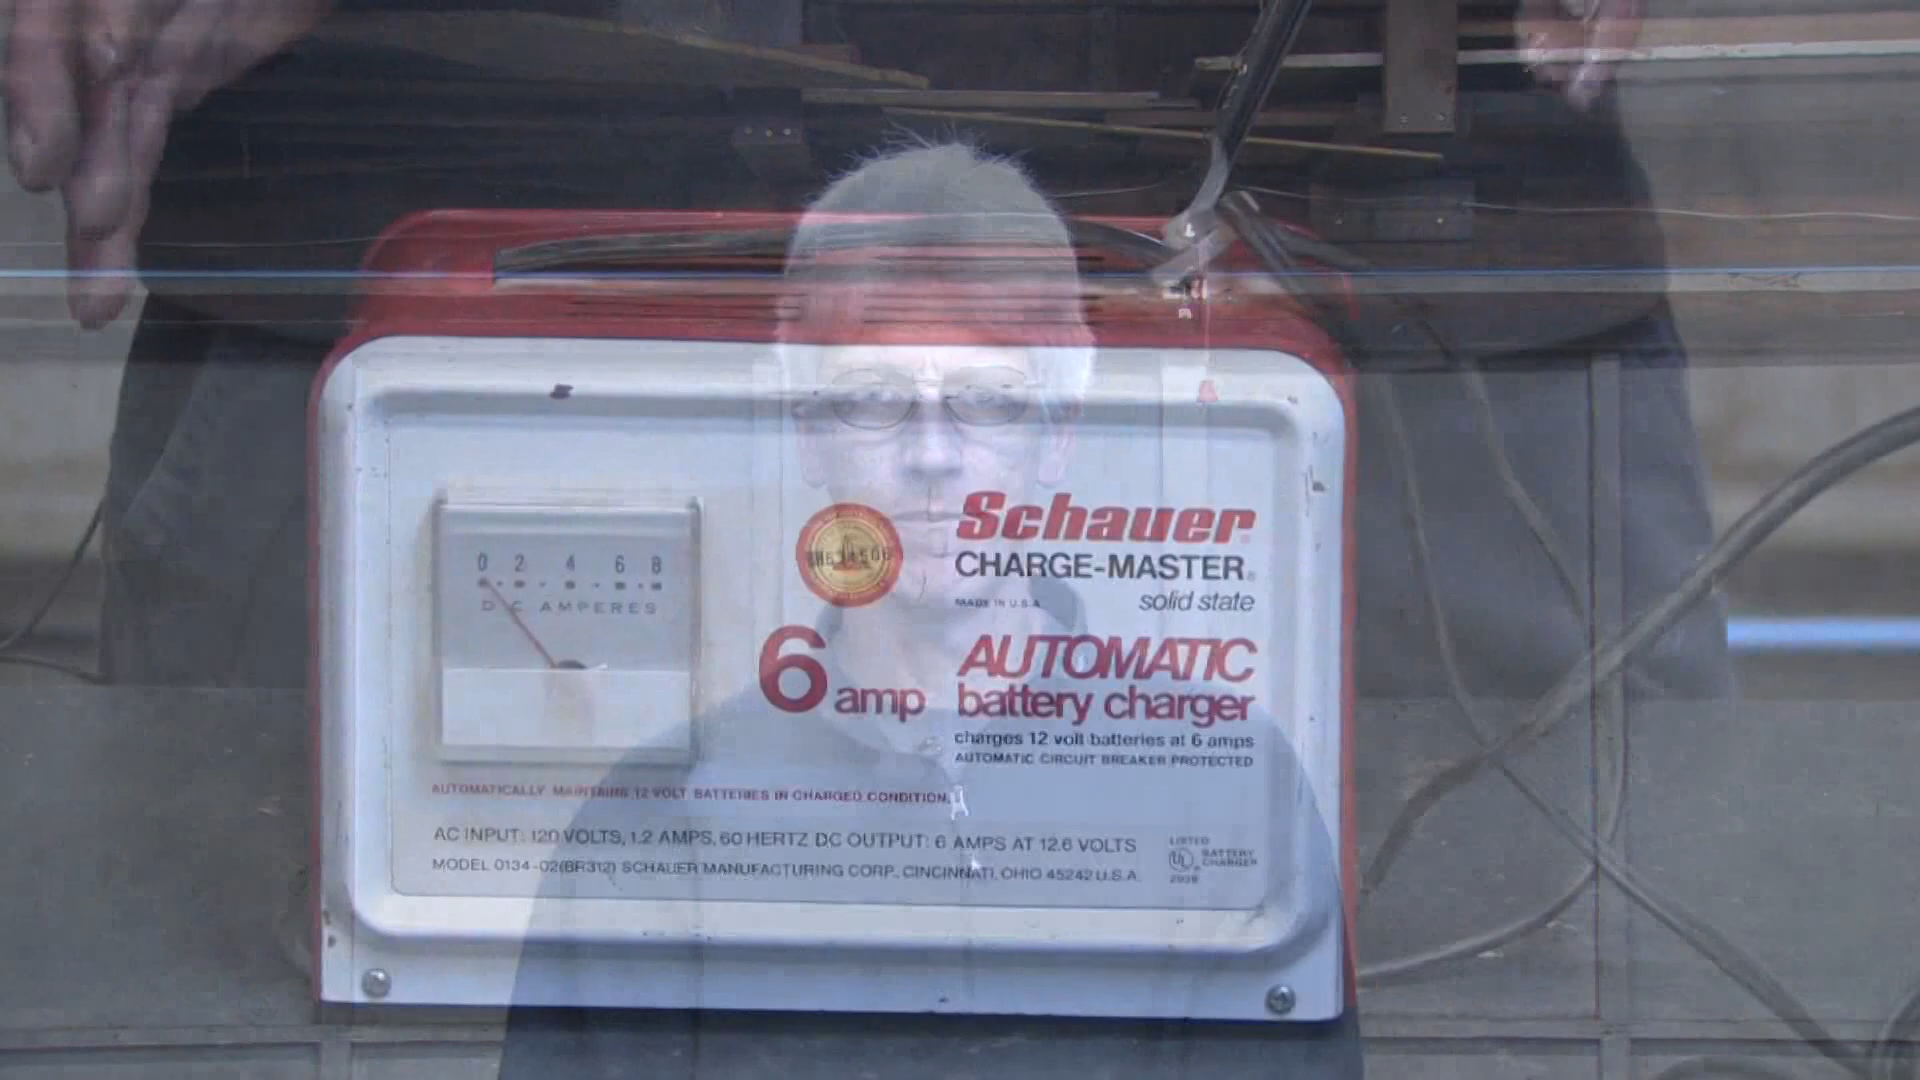 Schauer®
CHARGE-MASTER®
MADE IN U.S.A.
solid state
0 2 4 6 8
DC AMPERES
6 amp
AUTOMATIC
battery charger
charges 12 volt batteries at 6 amps
AUTOMATIC CIRCUIT BREAKER PROTECTED
AUTOMATICALLY MAINTAINS 12 VOLT BATTERIES IN CHARGED CONDITION.
AC INPUT: 120 VOLTS, 1.2 AMPS, 60 HERTZ DC OUTPUT: 6 AMPS AT 12.6 VOLTS
MODEL 0134-02(BR312) SCHAUER MANUFACTURING CORP., CINCINNATI, OHIO 45242 U.S.A.
LISTED
UL® BATTERY
CHARGER